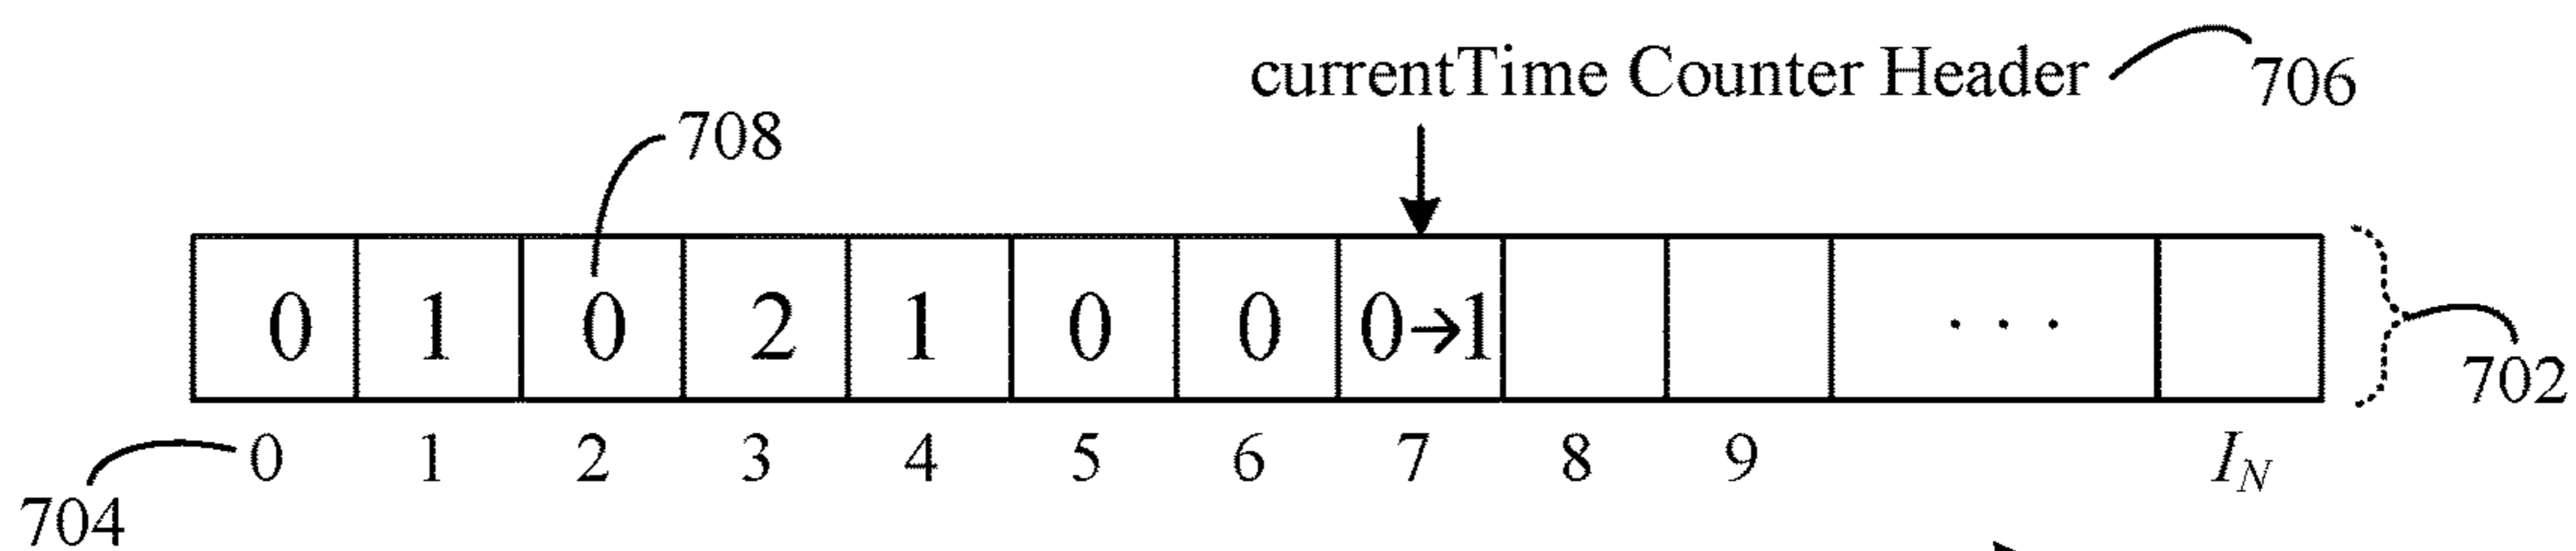 currentTime Counter Header 706
708
0 1 0 2 1 0 0 0→1 . . .
702
0 1 2 3 4 5 6 7 8 9 I_N
704